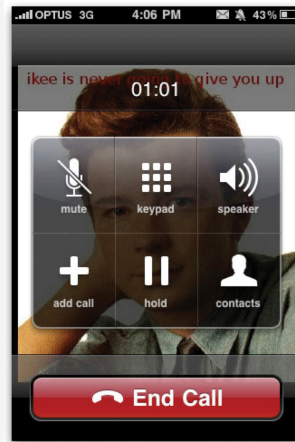 OPTUS 3G 4:06 PM 43%
ikee is never going to give you up
01:01
mute keypad speaker
add call hold contacts
End Call